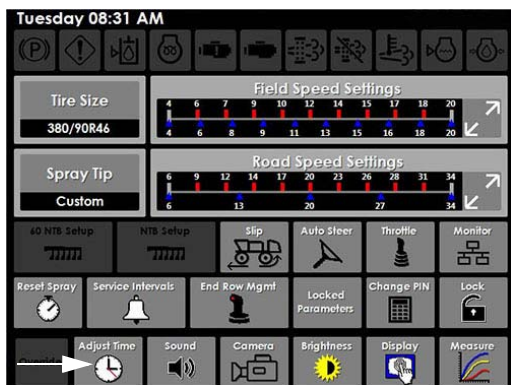 Tuesday 08:31 AM
(P)
Tire Size
380/90R46
Field Speed Settings
4 6 7 9 10 12 14 15 17 18 20
4 6 8 9 11 13 15 16 18 20
Spray Tip
Custom
Road Speed Settings
6 9 12 14 17 20 23 26 28 31 34
6 13 20 27 34
60 NTB Setup
NTB Setup
Slip
Auto Steer
Throttle
Monitor
Reset Spray
Service Intervals
End Row Mgmt
Locked
Parameters
Change PIN
Lock
Override
Adjust Time
Sound
Camera
Brightness
Display
Measure